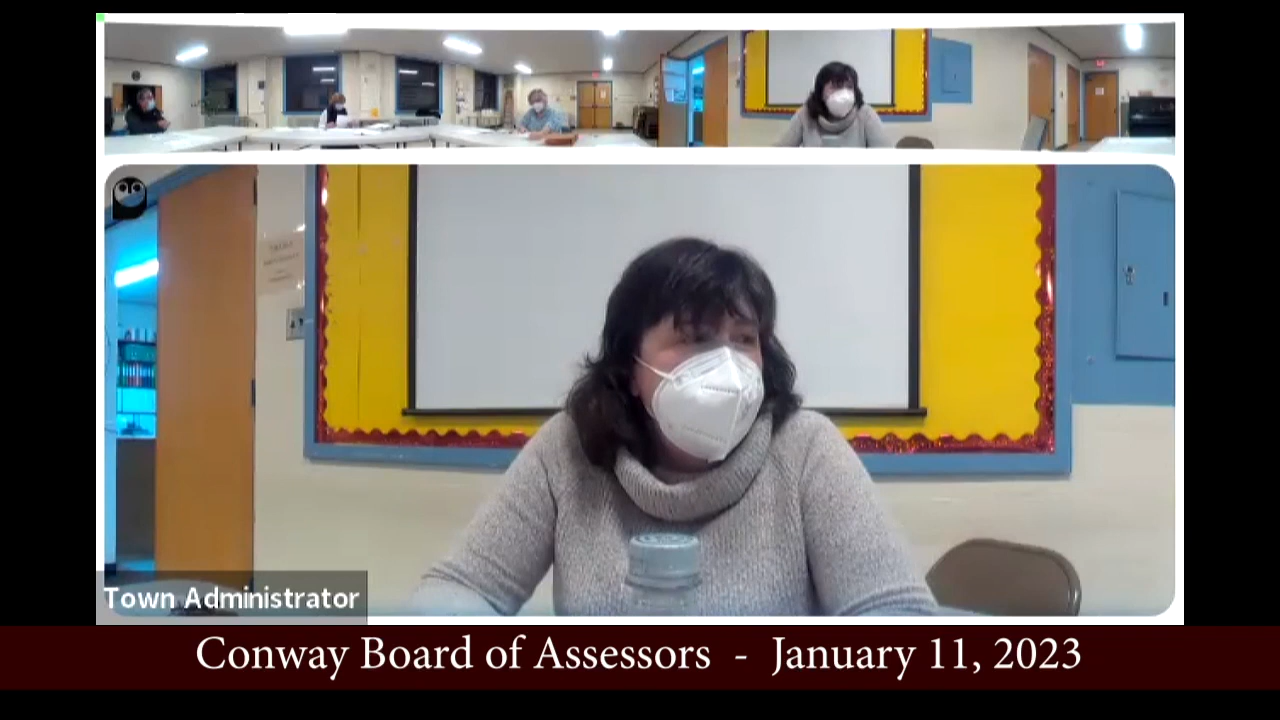 Town Administrator
Conway Board of Assessors - January 11, 2023